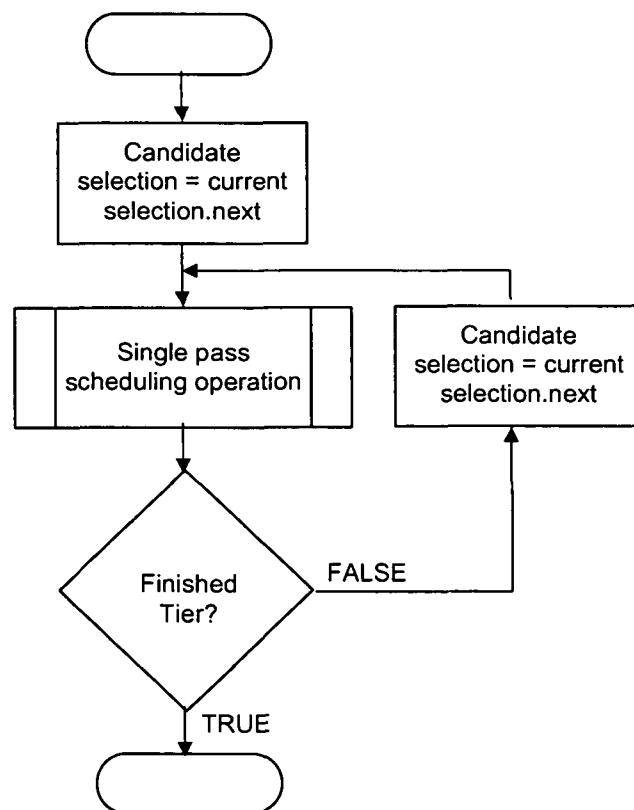 Candidate
selection = current
selection.next
Single pass
scheduling operation
Candidate
selection = current
selection.next
Finished
Tier?
FALSE
TRUE